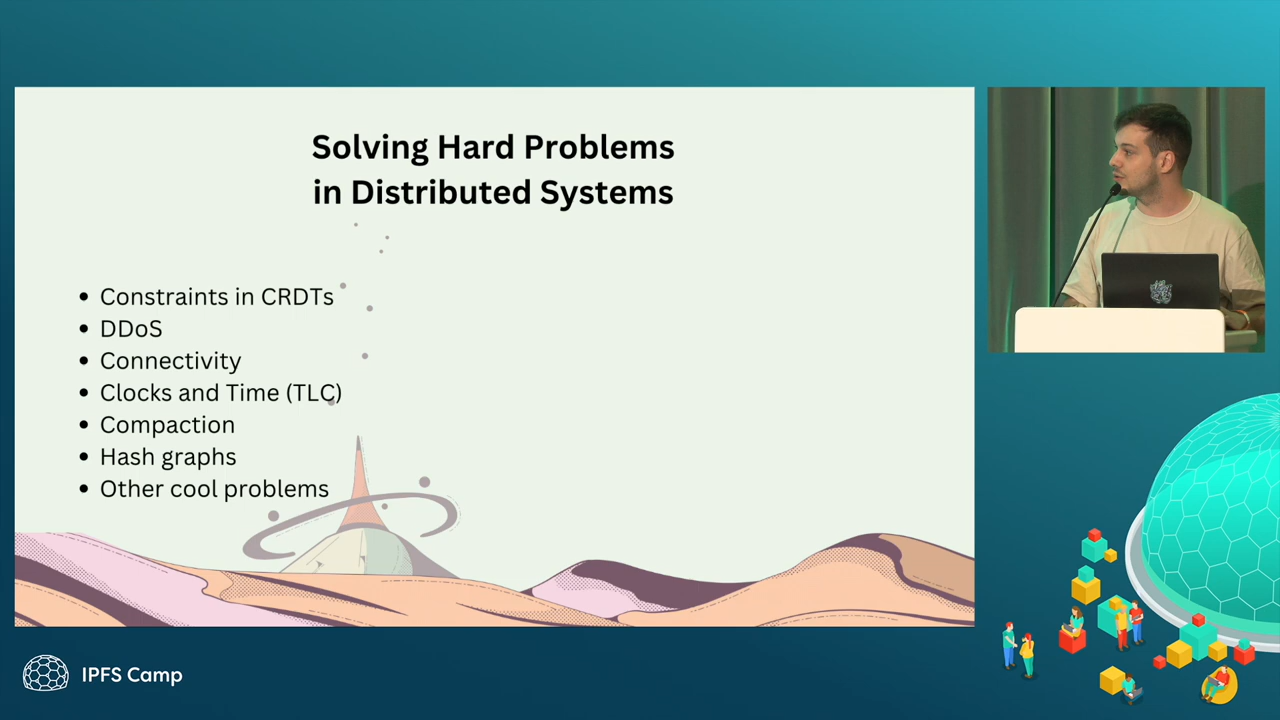 Solving Hard Problems
in Distributed Systems
• Constraints in CRDTs
• DDoS
• Connectivity
• Clocks and Time (TLC)
• Compaction
• Hash graphs
• Other cool problems
IPFS Camp